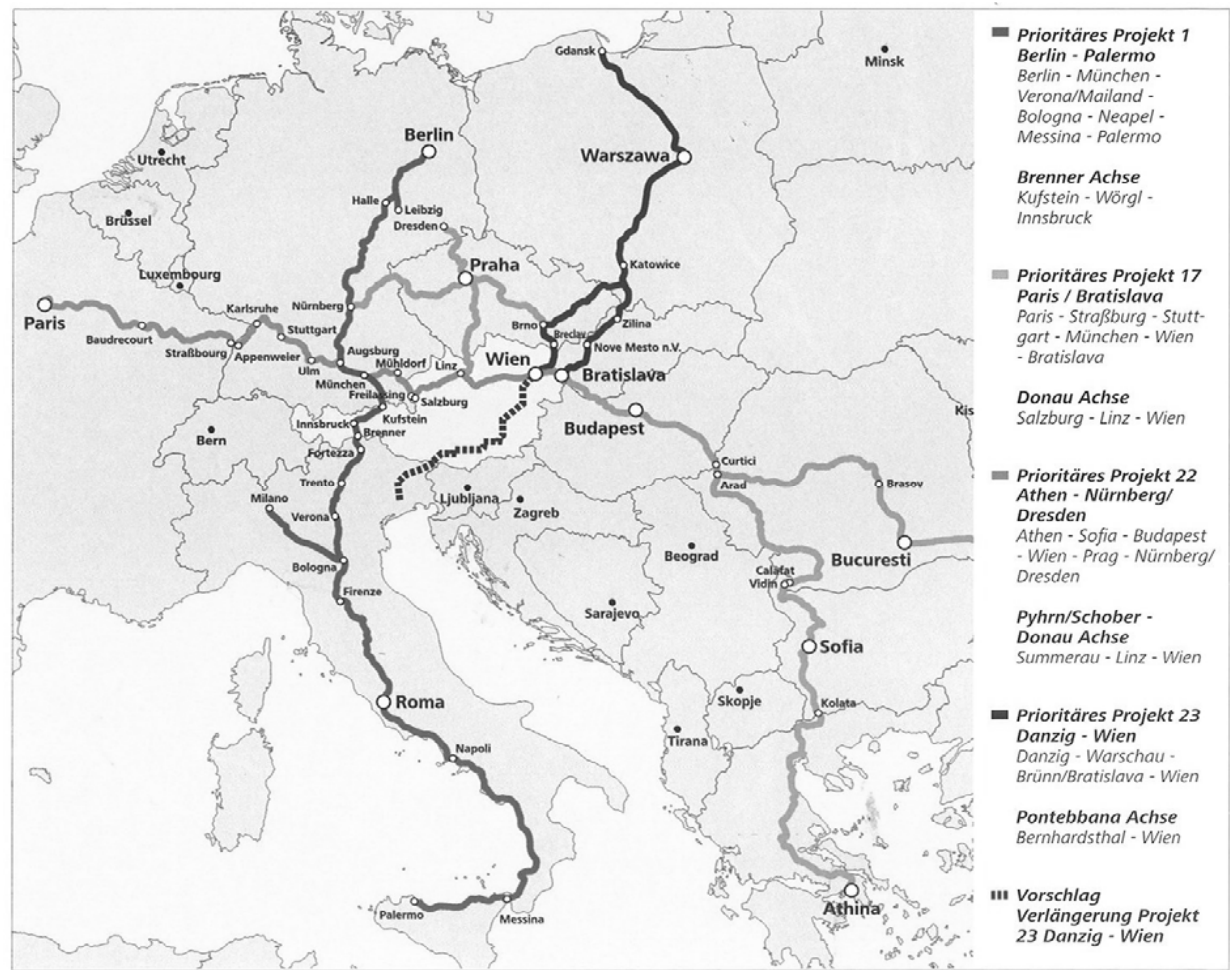 Gdansk
Minsk
Berlin
Utrecht
Warszawa
Halle
Leibzig
Brüssel
Dresden
Luxembourg
Praha
Katowice
Karlsruhe
Nürnberg
Paris
Stuttgart
Brno
Breclav
Zilina
Baudrecourt
Augsburg
Straßbourg
Appenweier
Mühldorf
Linz
Wien
Nove Mesto n.V.
Ulm
München
Bratislava
Freilassing
Salzburg
Kufstein
Innsbruck
Budapest
Kis
Bern
Brenner
Fortezza
Curtici
Trento
Ljubljana
Arad
Brasov
Milano
Zagreb
Verona
Beograd
Bucuresti
Bologna
Calafat
Vidin
Firenze
Sarajevo
Sofia
Roma
Skopje
Kolata
Tirana
Napoli
Palermo
Messina
Athina
Prioritäres Projekt 1
Berlin - Palermo
Berlin - München -
Verona/Mailand -
Bologna - Neapel -
Messina - Palermo
Brenner Achse
Kufstein - Wörgl -
Innsbruck
Prioritäres Projekt 17
Paris / Bratislava
Paris - Straßburg - Stutt-
gart - München - Wien
- Bratislava
Donau Achse
Salzburg - Linz - Wien
Prioritäres Projekt 22
Athen - Nürnberg/
Dresden
Athen - Sofia - Budapest
- Wien - Prag - Nürnberg/
Dresden
Pyhrn/Schober -
Donau Achse
Summerau - Linz - Wien
Prioritäres Projekt 23
Danzig - Wien
Danzig - Warschau -
Brünn/Bratislava - Wien
Pontebbana Achse
Bernhardsthal - Wien
Vorschlag
Verlängerung Projekt
23 Danzig - Wien